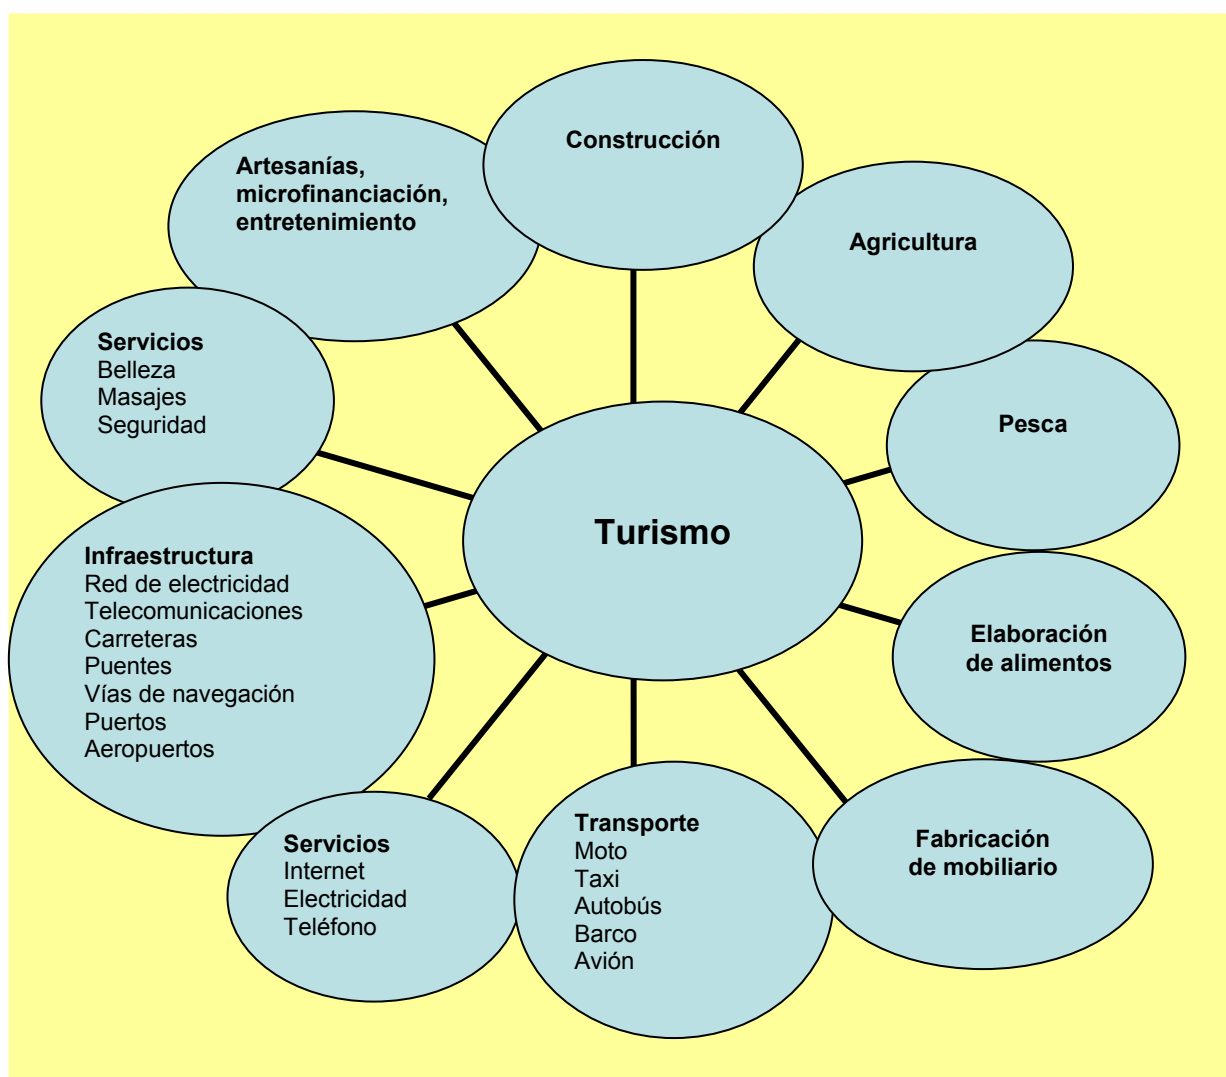 Construcción
Artesanías,
microfinanciación,
entretenimiento
Agricultura
Servicios
Belleza
Masajes
Seguridad
Pesca
Turismo
Infraestructura
Red de electricidad
Telecomunicaciones
Carreteras
Puentes
Vías de navegación
Puertos
Aeropuertos
Elaboración
de alimentos
Servicios
Internet
Electricidad
Teléfono
Transporte
Moto
Taxi
Autobús
Barco
Avión
Fabricación
de mobiliario